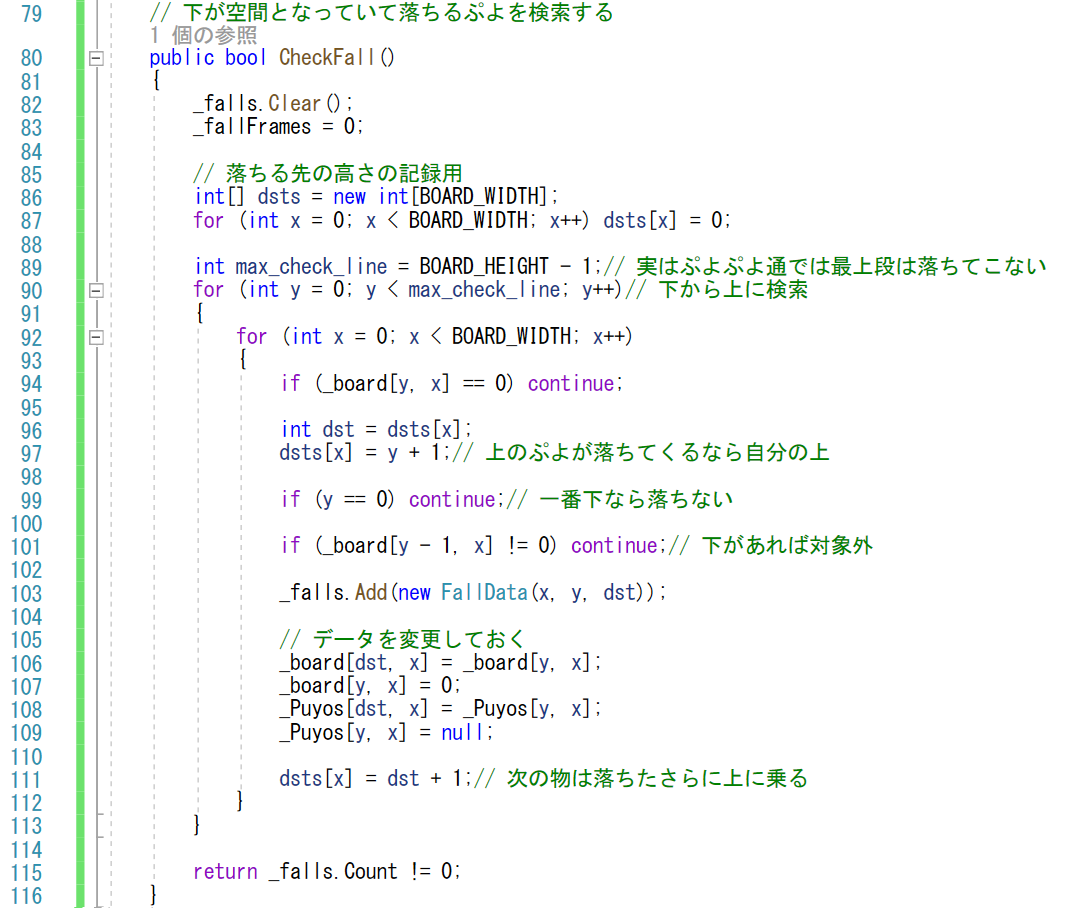 79 // 下が空間となっていて落ちるぷよを検索する
1 個の参照
80 public bool CheckFall()
81 {
82 _falls.Clear();
83 _fallFrames = 0;
84
85 // 落ちる先の高さの記録用
86 int[] dsts = new int[BOARD_WIDTH];
87 for (int x = 0; x < BOARD_WIDTH; x++) dsts[x] = 0;
88
89 int max_check_line = BOARD_HEIGHT - 1;// 実はぷよぷよ通では最上段は落ちてこない
90 for (int y = 0; y < max_check_line; y++)// 下から上に検索
91 {
92 for (int x = 0; x < BOARD_WIDTH; x++)
93 {
94 if (_board[y, x] == 0) continue;
95
96 int dst = dsts[x];
97 dsts[x] = y + 1;// 上のぷよが落ちてくるなら自分の上
98
99 if (y == 0) continue;// 一番下なら落ちない
100
101 if (_board[y - 1, x] != 0) continue;// 下があれば対象外
102
103 _falls.Add(new FallData(x, y, dst));
104
105 // データを変更しておく
106 _board[dst, x] = _board[y, x];
107 _board[y, x] = 0;
108 _Puyos[dst, x] = _Puyos[y, x];
109 _Puyos[y, x] = null;
110
111 dsts[x] = dst + 1;// 次の物は落ちたさらに上に乗る
112 }
113 }
114
115 return _falls.Count != 0;
116 }